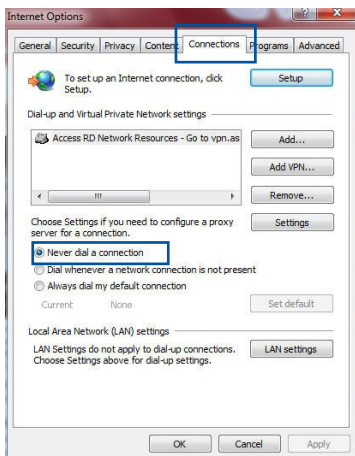 Internet Options
General Security Privacy Content Connections Programs Advanced
To set up an Internet connection, click
Setup.
Setup
Dial-up and Virtual Private Network settings
Access RD Network Resources - Go to vpn.as
Add...
Add VPN...
Remove...
Choose Settings if you need to configure a proxy
server for a connection.
Settings
Never dial a connection
Dial whenever a network connection is not present
Always dial my default connection
Current None
Set default
Local Area Network (LAN) settings
LAN Settings do not apply to dial-up connections.
Choose Settings above for dial-up settings.
LAN settings
OK Cancel Apply